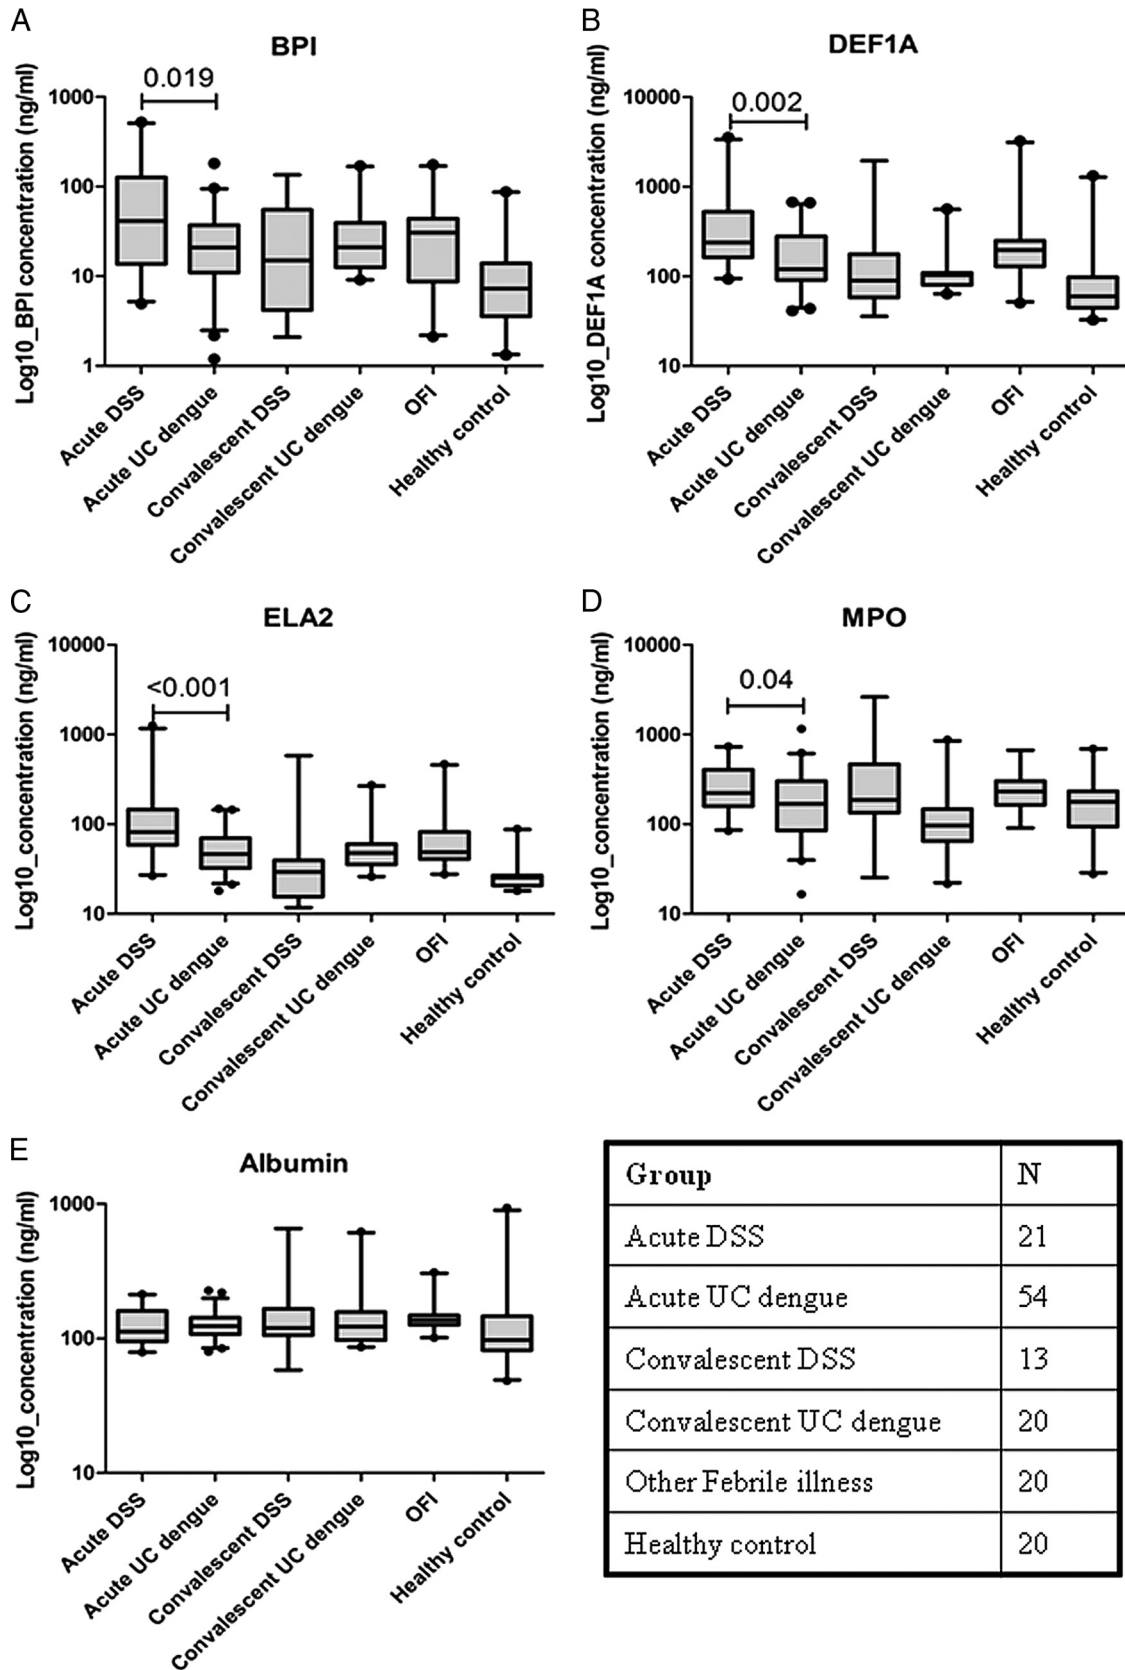 A
BPI
Log10_BPI concentration (ng/ml)
1000
100
10
1
0.019
Acute DSS
Acute UC dengue
Convalescent DSS
Convalescent UC dengue
OFI
Healthy control
B
DEF1A
Log10_DEF1A concentration (ng/ml)
10000
1000
100
10
0.002
Acute DSS
Acute UC dengue
Convalescent DSS
Convalescent UC dengue
OFI
Healthy control
C
ELA2
Log10_concentration (ng/ml)
10000
1000
100
10
<0.001
Acute DSS
Acute UC dengue
Convalescent DSS
Convalescent UC dengue
OFI
Healthy control
D
MPO
Log10_concentration (ng/ml)
10000
1000
100
10
0.04
Acute DSS
Acute UC dengue
Convalescent DSS
Convalescent UC dengue
OFI
Healthy control
E
Albumin
Log10_concentration (ng/ml)
1000
100
10
Acute DSS
Acute UC dengue
Convalescent DSS
Convalescent UC dengue
OFI
Healthy control
Group N
Acute DSS 21
Acute UC dengue 54
Convalescent DSS 13
Convalescent UC dengue 20
Other Febrile illness 20
Healthy control 20